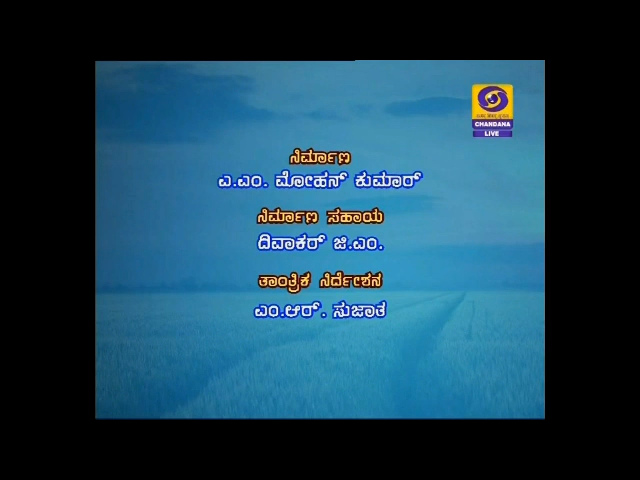 CHANDANA
LIVE
ನಿರ್ಮಾಣ
ಎ.ಎಂ. ಮೋಹನ್ ಕುಮಾರ್
ನಿರ್ಮಾಣ ಸಹಾಯ
ದಿವಾಕರ್ ಜಿ.ಎಂ.
ತಾಂತ್ರಿಕ ನಿರ್ದೇಶನ
ಎಂ.ಆರ್. ಸುಜಾತ